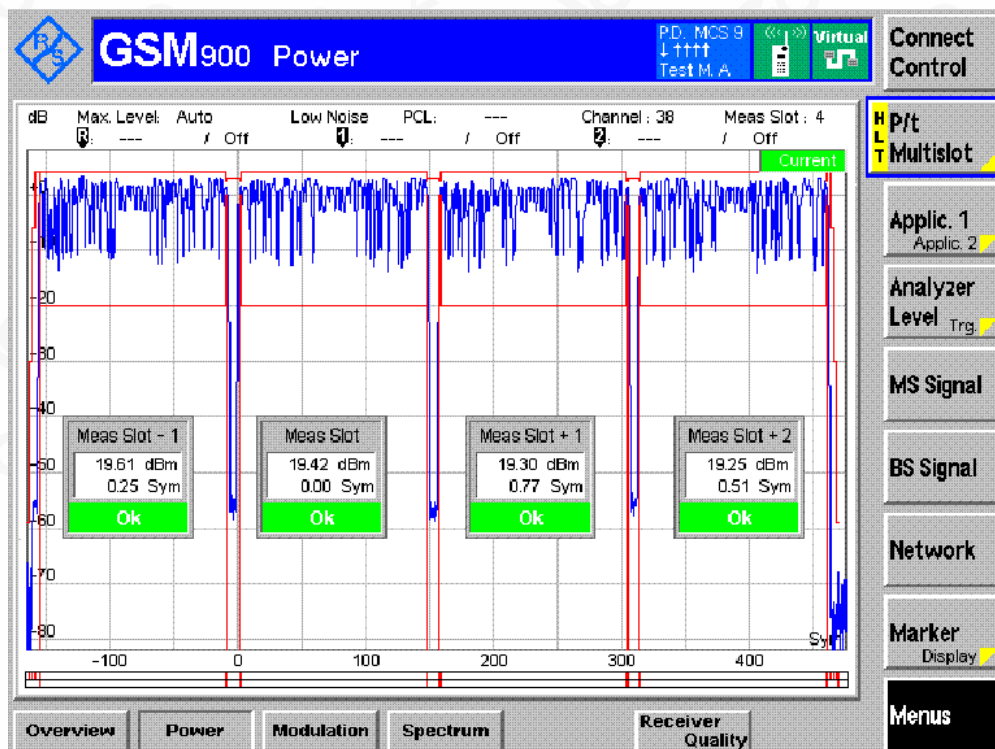 R S
GSM900 Power
P.D. MCS 9
Test M. A.
Virtual
Connect Control
dB Max. Level: Auto Low Noise PCL: --- Channel : 38 Meas Slot : 4
R: --- / Off 1: --- / Off 2: --- / Off
Current
HLT
P/t Multislot
Applic. 1
Applic. 2
Analyzer Level Trg.
MS Signal
BS Signal
Network
Marker
Display
Menus
-20
-30
-40
-50
-60
-70
-80
Meas Slot - 1
19.61 dBm
0.25 Sym
Ok
Meas Slot
19.42 dBm
0.00 Sym
Ok
Meas Slot + 1
19.30 dBm
0.77 Sym
Ok
Meas Slot + 2
19.25 dBm
0.51 Sym
Ok
-100 0 100 200 300 400
Overview Power Modulation Spectrum Receiver Quality